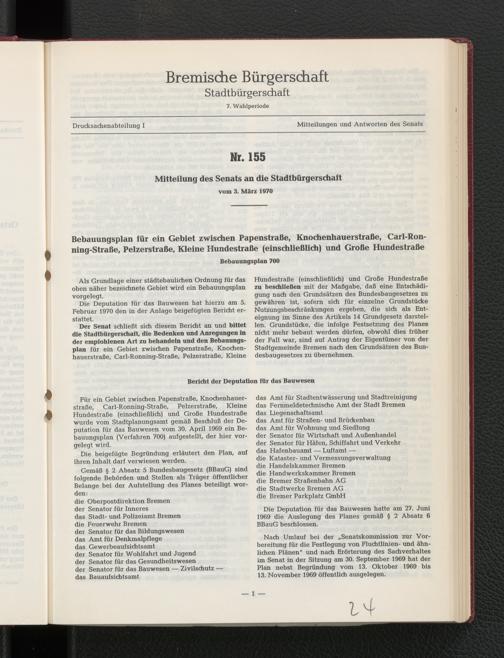 Bremische Bürgerschaft
Stadtbürgerschaft
7. Wahlperiode
Drucksachenabteilung I
Mitteilungen und Antworten des Senats
Nr. 155
Mitteilung des Senats an die Stadtbürgerschaft
vom 3. März 1970
Bebauungsplan für ein Gebiet zwischen Papenstraße, Knochenhauerstraße, Carl-Ron-
ning-Straße, Pelzerstraße, Kleine Hundestraße (einschließlich) und Große Hundestraße
Bebauungsplan 700
Als Grundlage einer städtebaulichen Ordnung für das
oben näher bezeichnete Gebiet wird ein Bebauungsplan
vorgelegt.
Die Deputation für das Bauwesen hat hierzu am 5.
Februar 1970 den in der Anlage beigefügten Bericht er-
stattet.
Der Senat schließt sich diesem Bericht an und bittet
die Stadtbürgerschaft, die Bedenken und Anregungen in
der empfohlenen Art zu behandeln und den Bebauungs-
plan für ein Gebiet zwischen Papenstraße, Knochen-
hauerstraße, Carl-Ronning-Straße, Pelzerstraße, Kleine
Hundestraße (einschließlich) und Große Hundestraße
zu beschließen mit der Maßgabe, daß eine Entschädi-
gung nach den Grundsätzen des Bundesbaugesetzes zu
gewähren ist, sofern sich für einzelne Grundstücke
Nutzungsbeschränkungen ergeben, die sich als Ent-
eignung im Sinne des Artikels 14 Grundgesetz darstel-
len. Grundstücke, die infolge Festsetzung des Planes
nicht mehr bebaut werden dürfen, obwohl dies früher
der Fall war, sind auf Antrag der Eigentümer von der
Stadtgemeinde Bremen nach den Grundsätzen des Bun-
desbaugesetzes zu übernehmen.
Bericht der Deputation für das Bauwesen
Für ein Gebiet zwischen Papenstraße, Knochenhauer-
straße, Carl-Ronning-Straße, Pelzerstraße, Kleine
Hundestraße (einschließlich) und Große Hundestraße
wurde vom Stadtplanungsamt gemäß Beschluß der De-
putation für das Bauwesen vom 30. April 1969 ein Be-
bauungsplan (Verfahren 700) aufgestellt, der hier vor-
gelegt wird.
Die beigefügte Begründung erläutert den Plan, auf
ihren Inhalt darf verwiesen werden.
Gemäß § 2 Absatz 5 Bundesbaugesetz (BBauG) sind
folgende Behörden und Stellen als Träger öffentlicher
Belange bei der Aufstellung des Planes beteiligt wor-
den:
die Oberpostdirektion Bremen
der Senator für Inneres
das Stadt- und Polizeiamt Bremen
die Feuerwehr Bremen
der Senator für das Bildungswesen
das Amt für Denkmalpflege
das Gewerbeaufsichtsamt
der Senator für Wohlfahrt und Jugend
der Senator für das Gesundheitswesen
der Senator für das Bauwesen — Zivilschutz —
das Bauaufsichtsamt
das Amt für Stadtentwässerung und Stadtreinigung
das Fernmeldetechnische Amt der Stadt Bremen
das Liegenschaftsamt
das Amt für Straßen- und Brückenbau
das Amt für Wohnung und Siedlung
der Senator für Wirtschaft und Außenhandel
der Senator für Häfen, Schiffahrt und Verkehr
das Hafenbauamt — Luftamt —
die Kataster- und Vermessungsverwaltung
die Handelskammer Bremen
die Handwerkskammer Bremen
die Bremer Straßenbahn AG
die Stadtwerke Bremen AG
die Bremer Parkplatz GmbH
Die Deputation für das Bauwesen hatte am 27. Juni
1969 die Auslegung des Planes gemäß § 2 Absatz 6
BBauG beschlossen.
Nach Umlauf bei der „Senatskommission zur Vor-
bereitung für die Festlegung von Fluchtlinien- und ähn-
lichen Plänen“ und nach Erörterung des Sachverhaltes
im Senat in der Sitzung am 30. September 1969 hat der
Plan nebst Begründung vom 13. Oktober 1969 bis
13. November 1969 öffentlich ausgelegen.
— 1 —
24